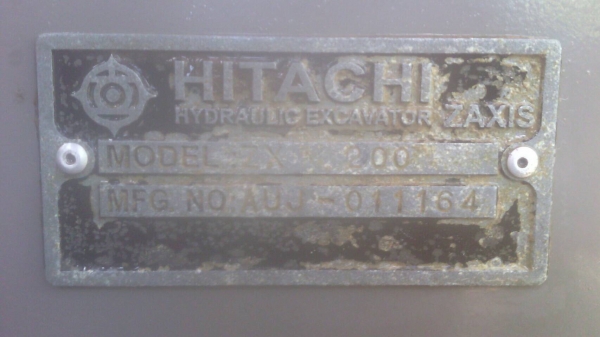 HITACHI
HYDRAULIC EXCAVATOR ZAXIS
MODEL
MFG NO AUJ-011164